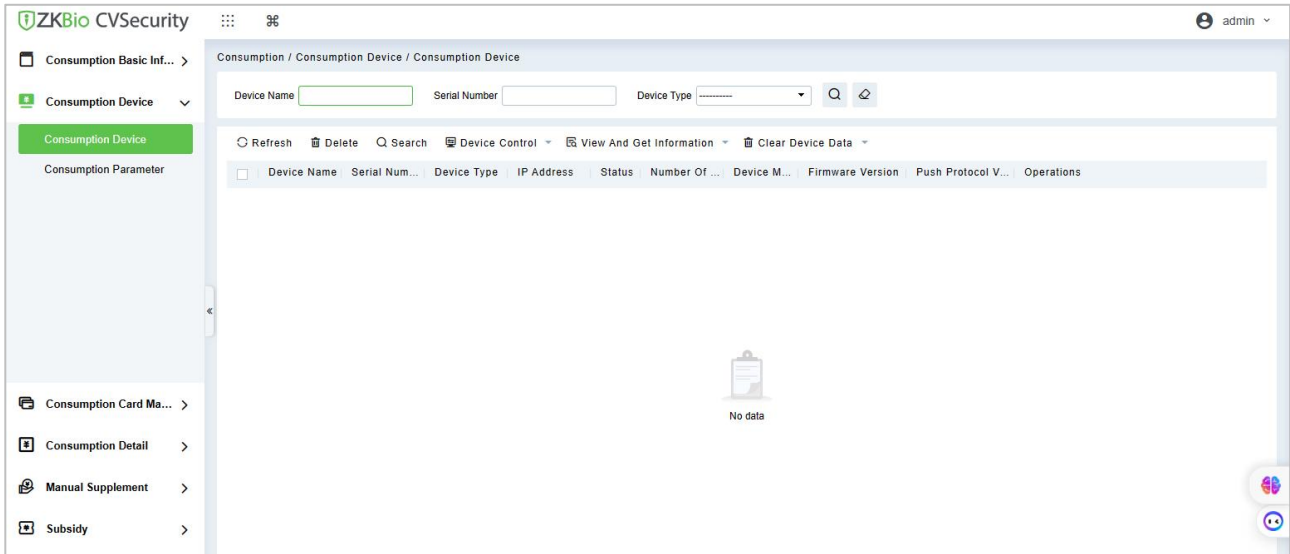 ZKBio CVSecurity
admin
Consumption Basic Inf...
Consumption Device
Consumption Device
Consumption Parameter
Consumption Card Ma...
Consumption Detail
Manual Supplement
Subsidy
Consumption / Consumption Device / Consumption Device
Device Name Serial Number Device Type ----------
Refresh Delete Search Device Control View And Get Information Clear Device Data
Device Name Serial Num... Device Type IP Address Status Number Of ... Device M... Firmware Version Push Protocol V... Operations
No data